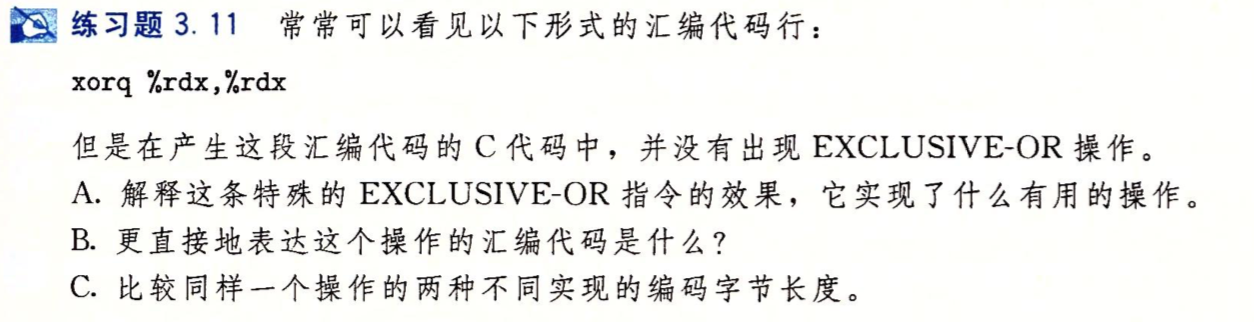 练习题 3.11 常常可以看见以下形式的汇编代码行：
xorq %rdx,%rdx
但是在产生这段汇编代码的 C 代码中，并没有出现 EXCLUSIVE-OR 操作。
A. 解释这条特殊的 EXCLUSIVE-OR 指令的效果，它实现了什么有用的操作。
B. 更直接地表达这个操作的汇编代码是什么？
C. 比较同样一个操作的两种不同实现的编码字节长度。